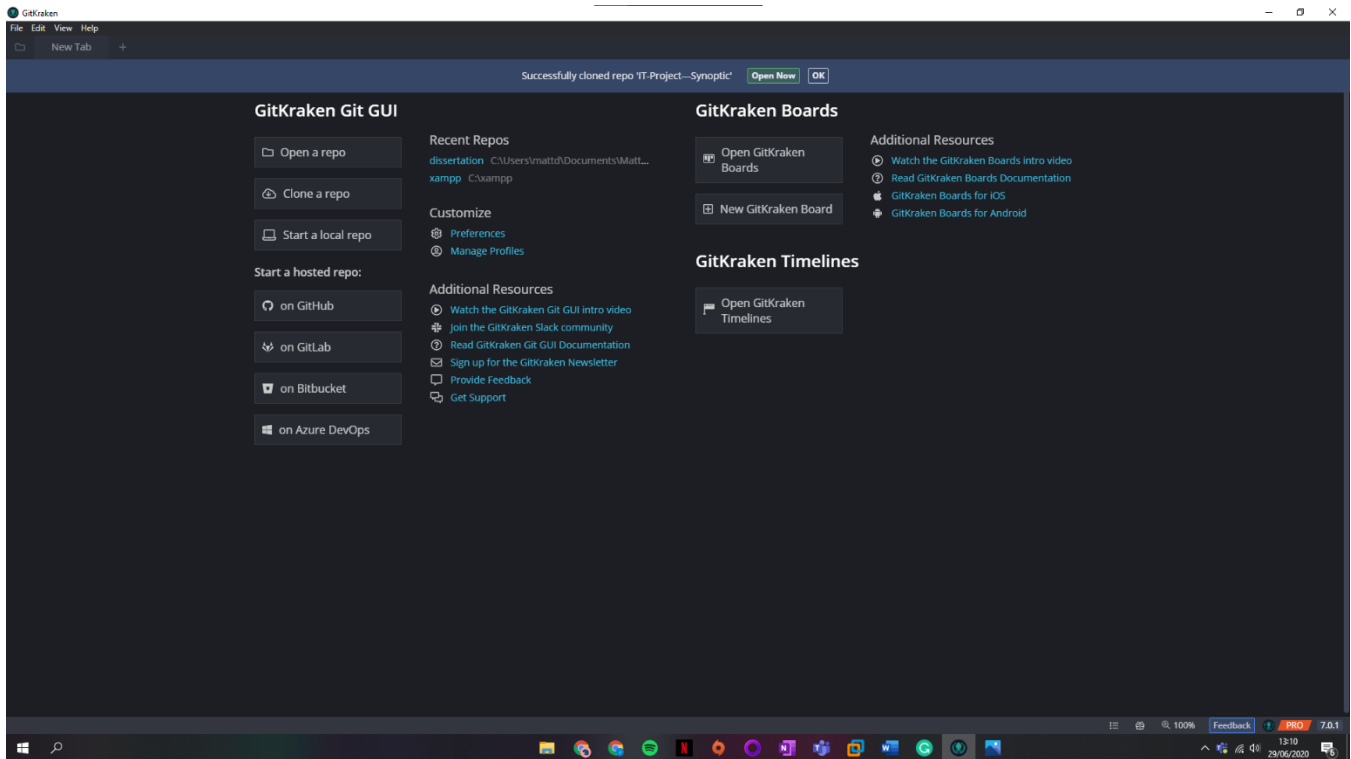 GitKraken
File Edit View Help
New Tab +
Successfully cloned repo 'IT-Project---Synoptic' Open Now OK
GitKraken Git GUI
Open a repo
Clone a repo
Start a local repo
Start a hosted repo:
on GitHub
on GitLab
on Bitbucket
on Azure DevOps
Recent Repos
dissertation C:\Users\mattd\Documents\Matt...
xampp C:\xampp
Customize
Preferences
Manage Profiles
Additional Resources
Watch the GitKraken Git GUI intro video
Join the GitKraken Slack community
Read GitKraken Git GUI Documentation
Sign up for the GitKraken Newsletter
Provide Feedback
Get Support
GitKraken Boards
Open GitKraken
Boards
New GitKraken Board
Additional Resources
Watch the GitKraken Boards intro video
Read GitKraken Boards Documentation
GitKraken Boards for iOS
GitKraken Boards for Android
GitKraken Timelines
Open GitKraken
Timelines
100% Feedback PRO 7.0.1
13:10
29/06/2020